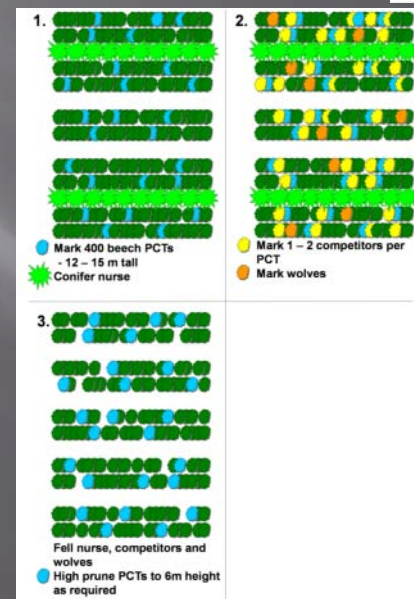 1.
Mark 400 beech PCTs
- 12 – 15 m tall
Conifer nurse
2.
Mark 1 – 2 competitors per
PCT
Mark wolves
3.
Fell nurse, competitors and
wolves
High prune PCTs to 6m height
as required